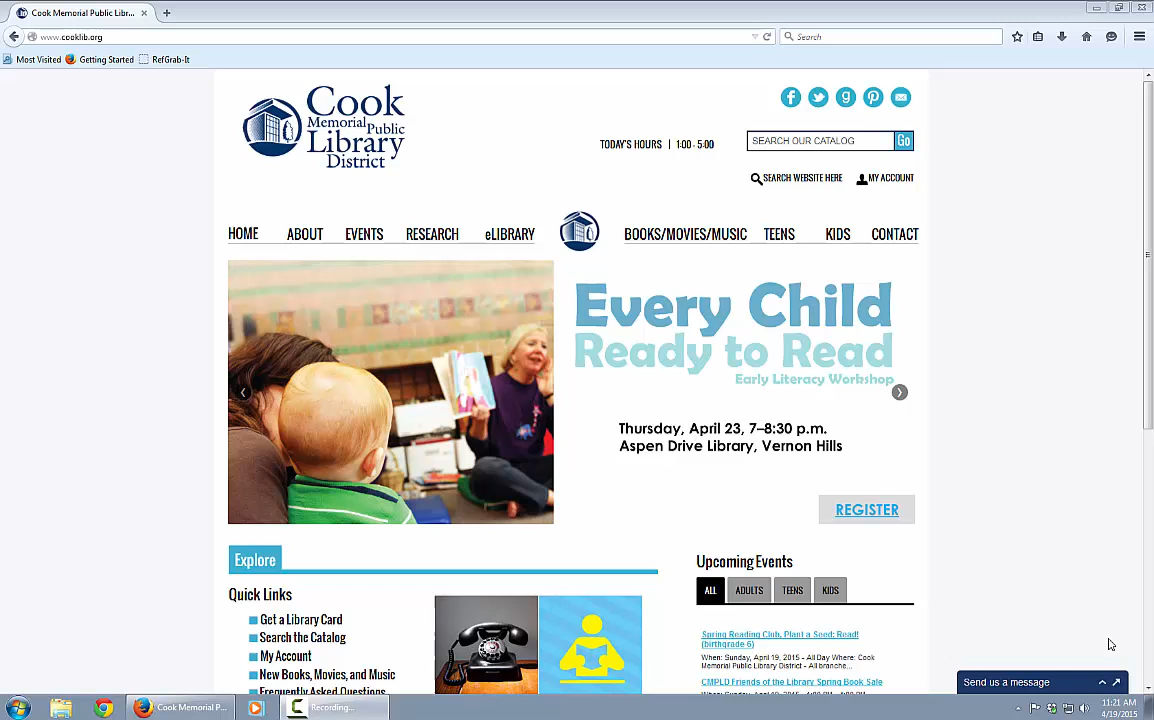 Cook Memorial Public Libr...
www.cooklib.org
Search
Most Visited
Getting Started
RefGrab-It
Cook
Memorial Public
Library
District
TODAY'S HOURS | 1:00 - 5:00
SEARCH OUR CATALOG
Go
SEARCH WEBSITE HERE
MY ACCOUNT
HOME
ABOUT
EVENTS
RESEARCH
eLIBRARY
BOOKS/MOVIES/MUSIC
TEENS
KIDS
CONTACT
Every Child
Ready to Read
Early Literacy Workshop
Thursday, April 23, 7–8:30 p.m.
Aspen Drive Library, Vernon Hills
REGISTER
Explore
Quick Links
Get a Library Card
Search the Catalog
My Account
New Books, Movies, and Music
Frequently Asked Questions
Upcoming Events
ALL
ADULTS
TEENS
KIDS
Spring Reading Club, Plant a Seed: Read!
(birthgrade 6)
When: Sunday, April 19, 2015 - All Day Where: Cook
Memorial Public Library District - All branche...
CMPLD Friends of the Library Spring Book Sale
Send us a message
Cook Memorial P...
Recording...
11:21 AM
4/19/2015